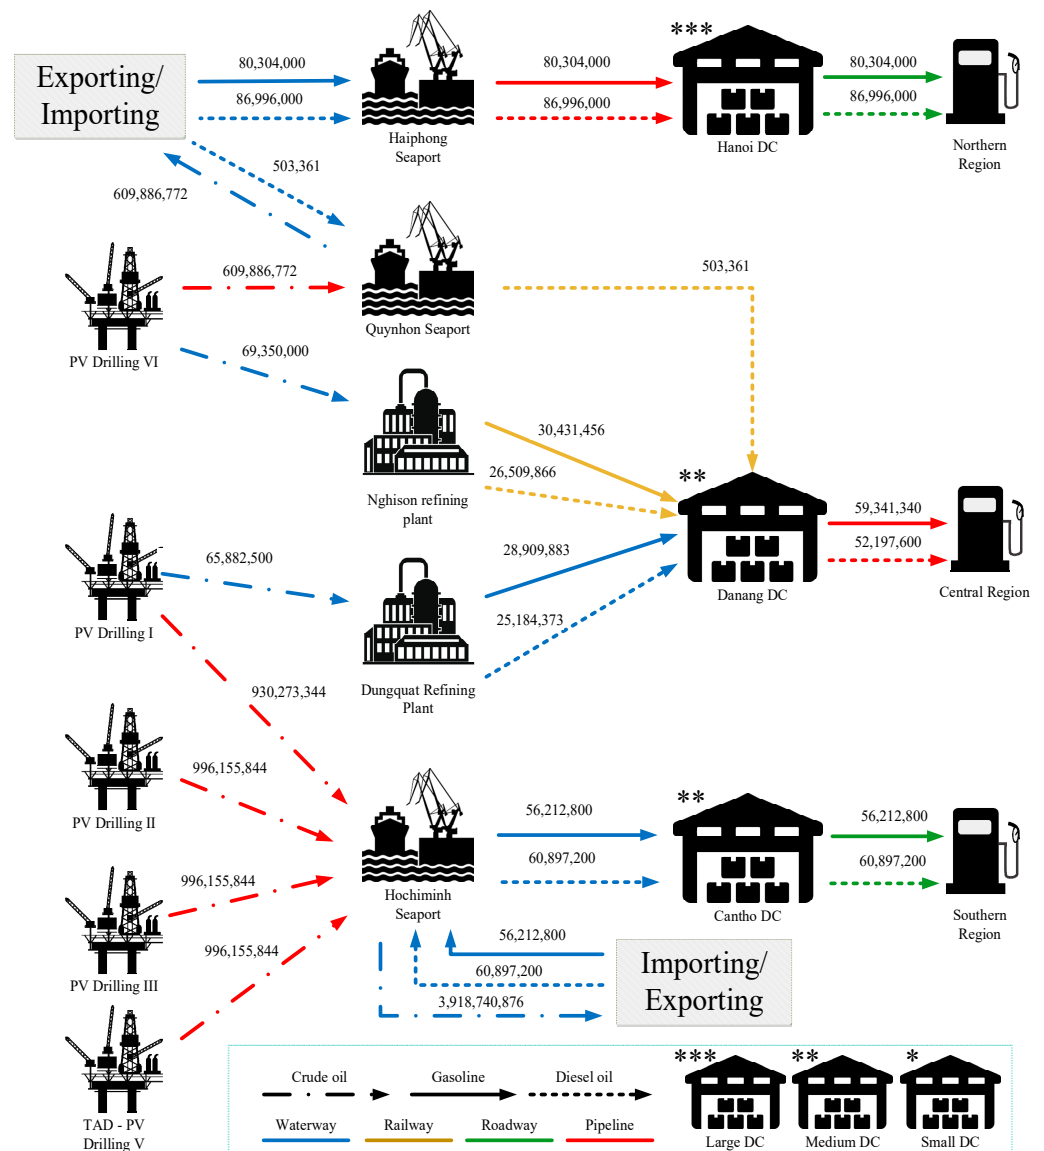 Exporting/
Importing
80,304,000
86,996,000
503,361
609,886,772
Haiphong
Seaport
80,304,000
86,996,000
***
Hanoi DC
80,304,000
86,996,000
Northern
Region
PV Drilling VI
609,886,772
69,350,000
Quynhon Seaport
503,361
Nghison refining
plant
30,431,456
26,509,866
**
Danang DC
59,341,340
52,197,600
Central Region
PV Drilling I
65,882,500
930,273,344
Dungquat Refining
Plant
28,909,883
25,184,373
PV Drilling II
996,155,844
PV Drilling III
996,155,844
TAD - PV
Drilling V
996,155,844
Hochiminh
Seaport
56,212,800
60,897,200
**
Cantho DC
56,212,800
60,897,200
Southern
Region
56,212,800
60,897,200
3,918,740,876
Importing/
Exporting
Crude oil
Gasoline
Diesel oil
Waterway
Railway
Roadway
Pipeline
***
Large DC
**
Medium DC
*
Small DC